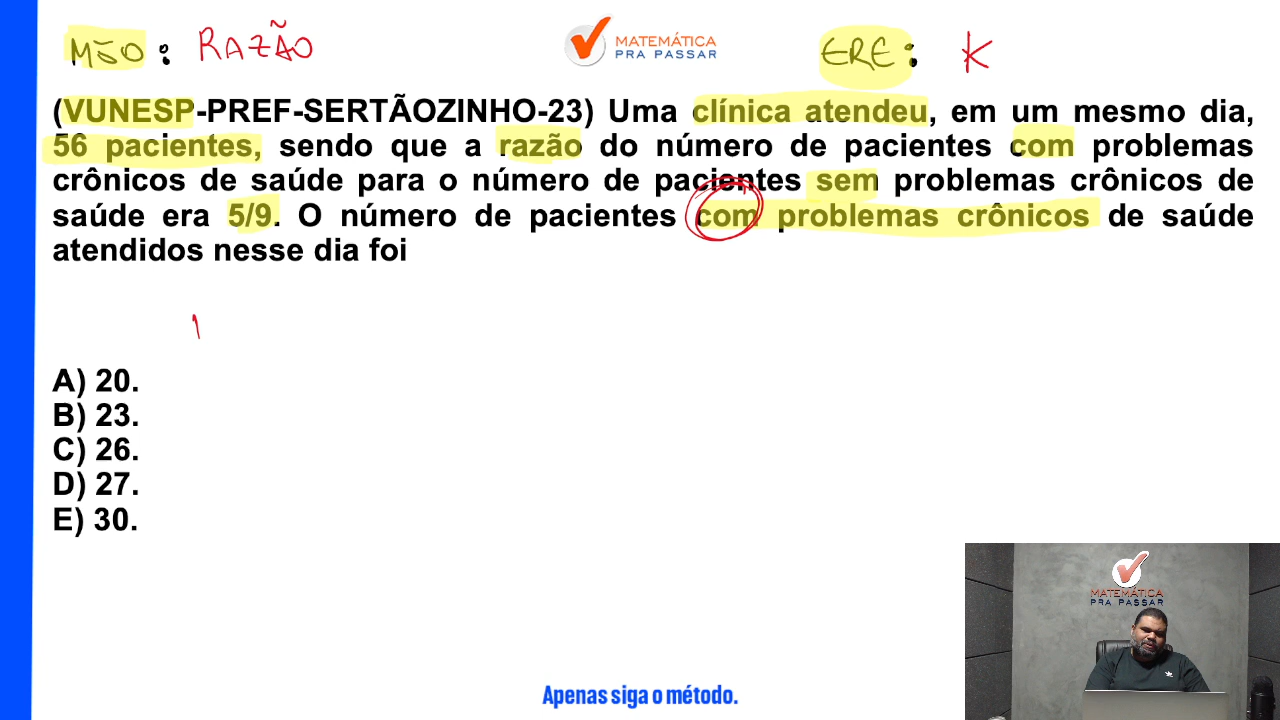 MÉTODO: RAZÃO
MATEMÁTICA
PRA PASSAR
ERE: K
(VUNESP-PREF-SERTÃOZINHO-23) Uma clínica atendeu, em um mesmo dia,
56 pacientes, sendo que a razão do número de pacientes com problemas
crônicos de saúde para o número de pacientes sem problemas crônicos de
saúde era 5/9. O número de pacientes com problemas crônicos de saúde
atendidos nesse dia foi
A) 20.
B) 23.
C) 26.
D) 27.
E) 30.
MATEMÁTICA
PRA PASSAR
Apenas siga o método.